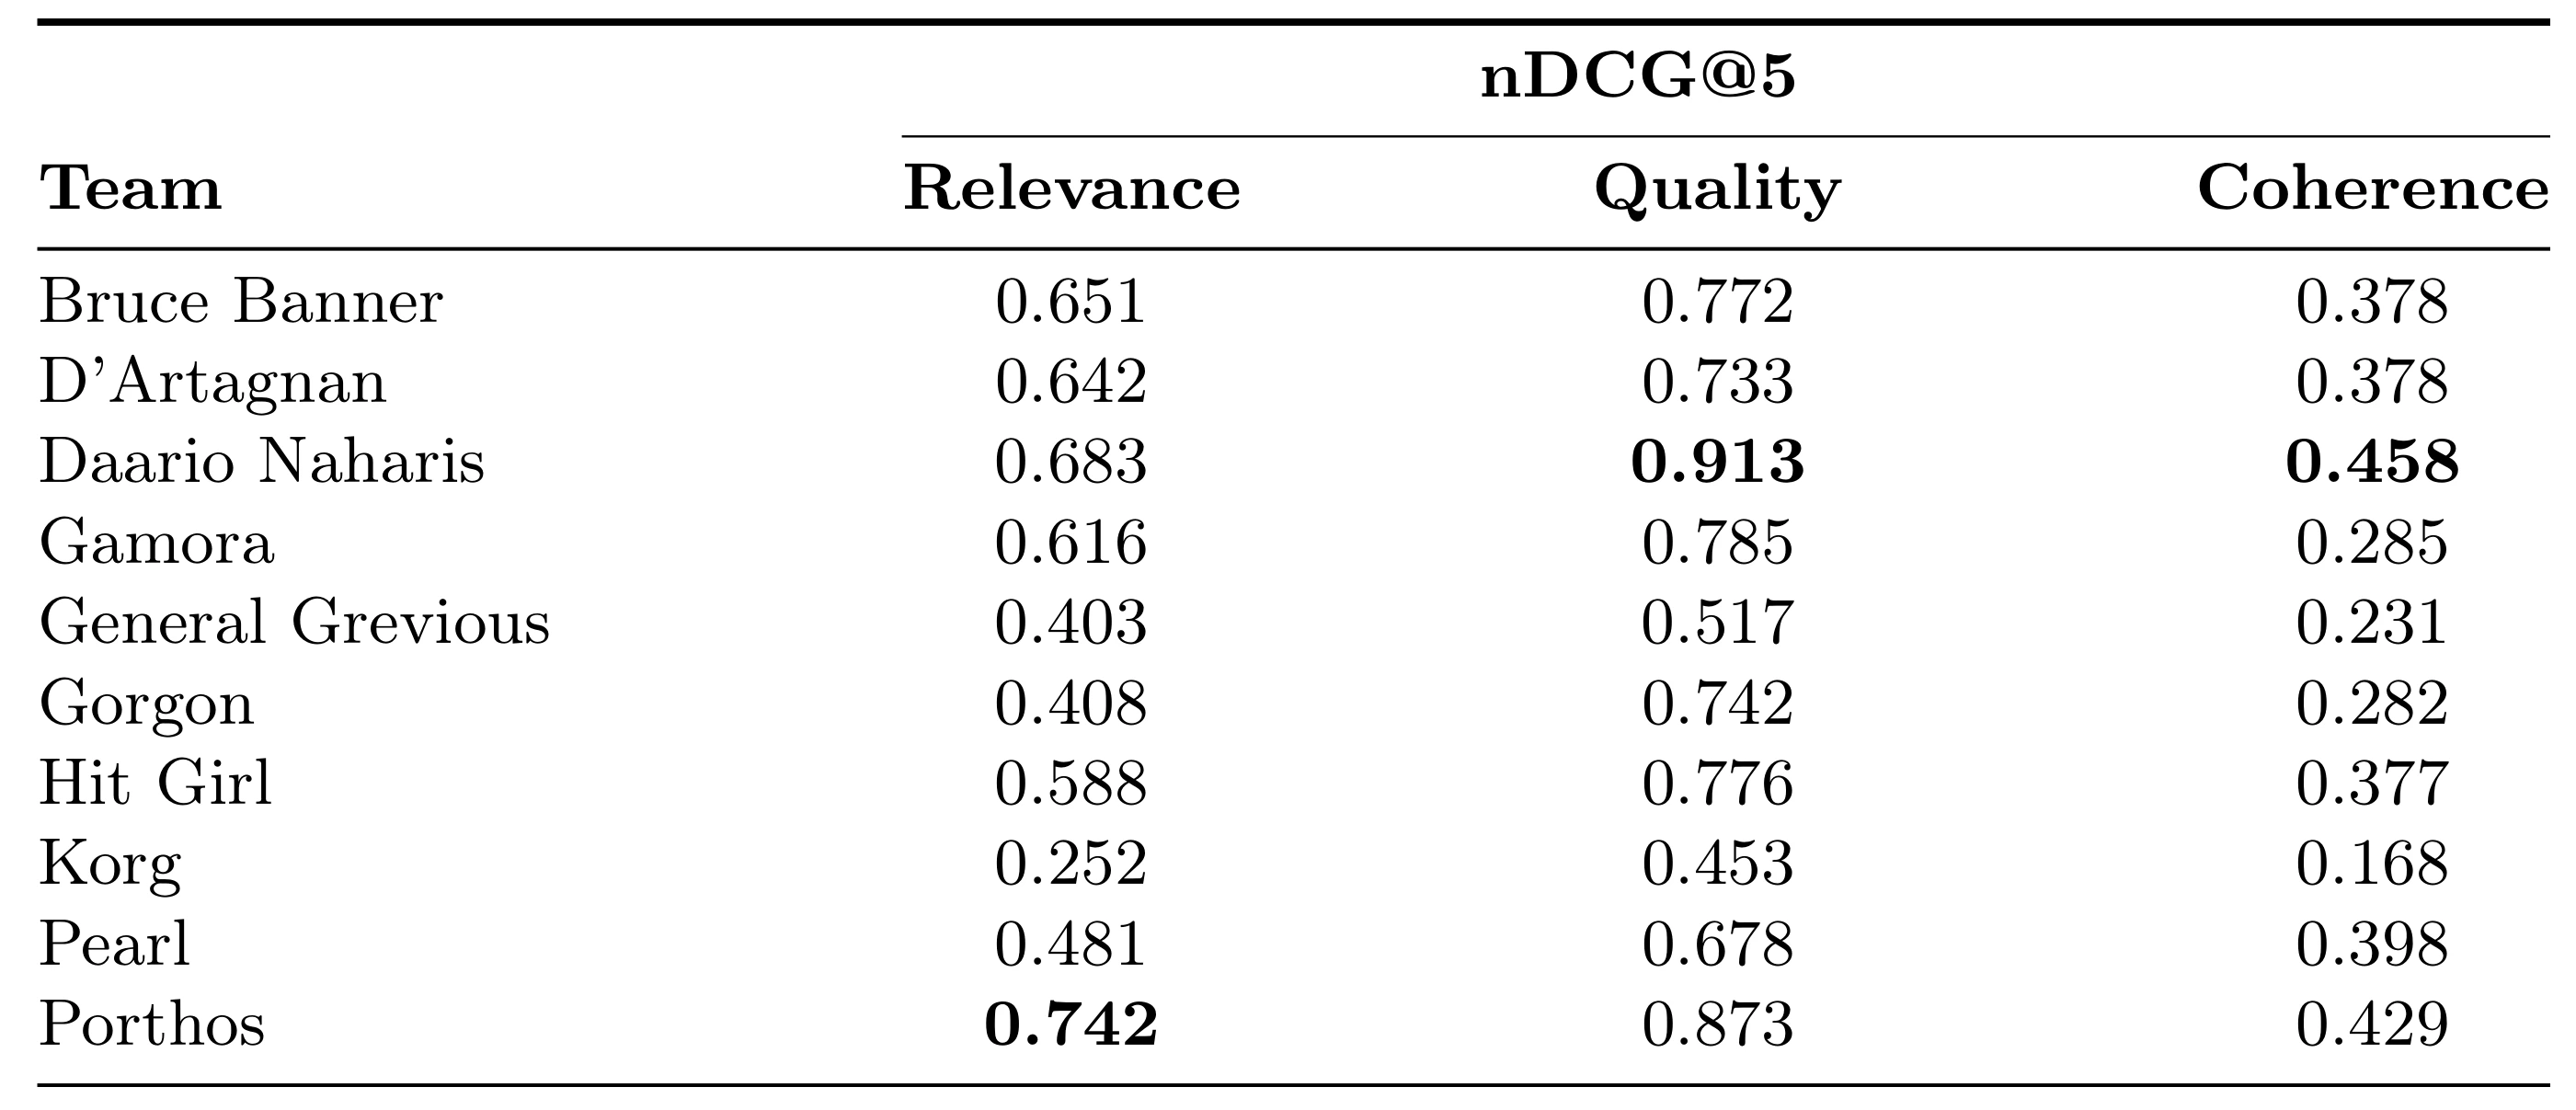 nDCG@5
Team Relevance Quality Coherence
Bruce Banner 0.651 0.772 0.378
D’Artagnan 0.642 0.733 0.378
Daario Naharis 0.683 0.913 0.458
Gamora 0.616 0.785 0.285
General Grevious 0.403 0.517 0.231
Gorgon 0.408 0.742 0.282
Hit Girl 0.588 0.776 0.377
Korg 0.252 0.453 0.168
Pearl 0.481 0.678 0.398
Porthos 0.742 0.873 0.429